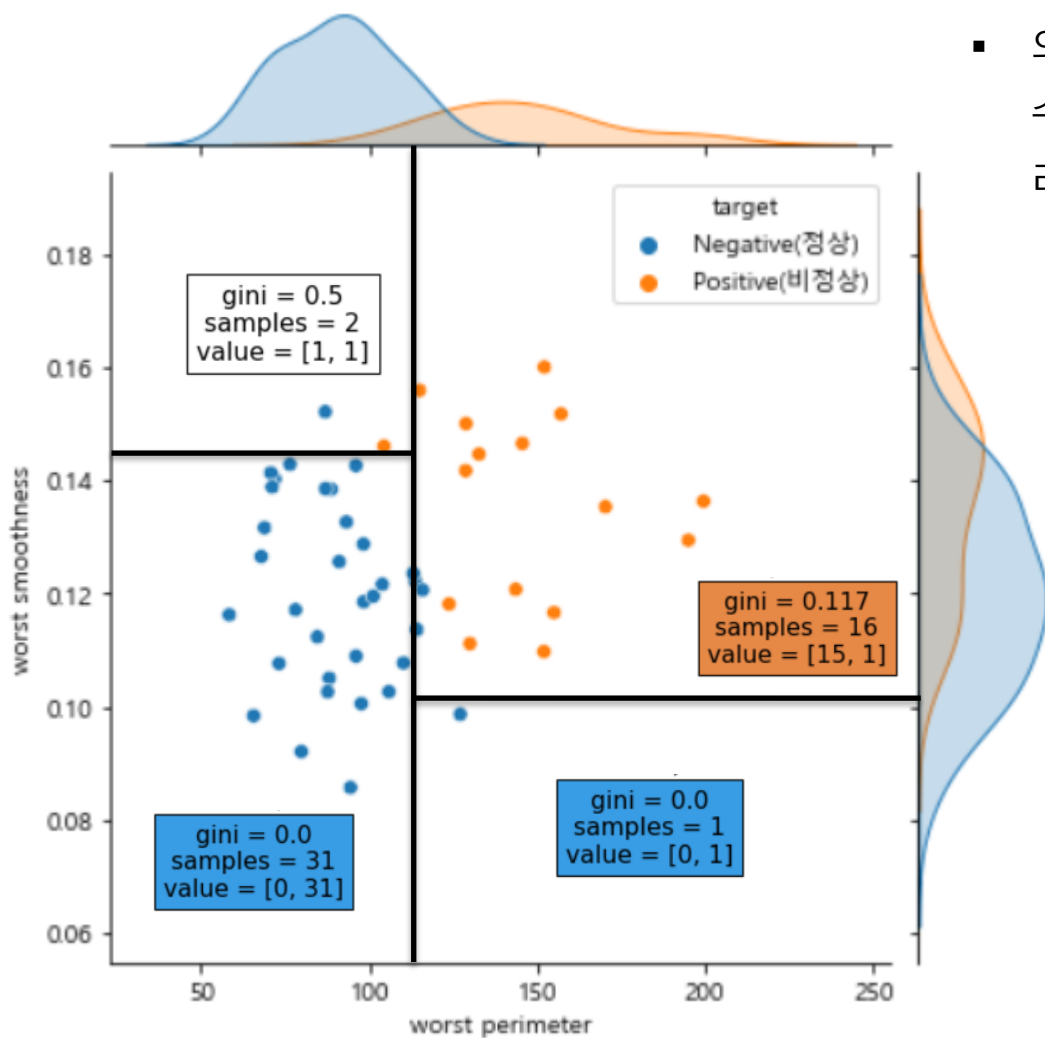 target
Negative(정상)
Positive(비정상)
gini = 0.5
samples = 2
value = [1, 1]
gini = 0.117
samples = 16
value = [15, 1]
gini = 0.0
samples = 1
value = [0, 1]
gini = 0.0
samples = 31
value = [0, 31]
worst smoothness
0.18
0.16
0.14
0.12
0.10
0.08
0.06
50
100
150
200
250
worst perimeter